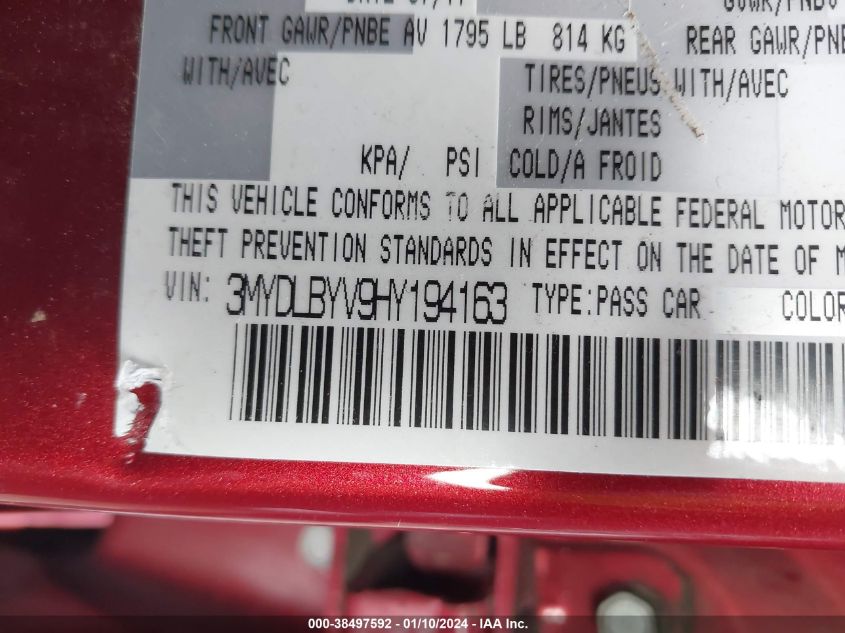 FRONT GAWR/PNBE AV 1795 LB 814 KG REAR GAWR/PNBE
WITH/AVEC TIRES/PNEUS WITH/AVEC
RIMS/JANTES
KPA/ PSI COLD/A FROID
THIS VEHICLE CONFORMS TO ALL APPLICABLE FEDERAL MOTOR
THEFT PREVENTION STANDARDS IN EFFECT ON THE DATE OF M
VIN: 3MYDLBYV9HY194163 TYPE:PASS CAR COLOR
000-38497592 - 01/10/2024 - IAA Inc.